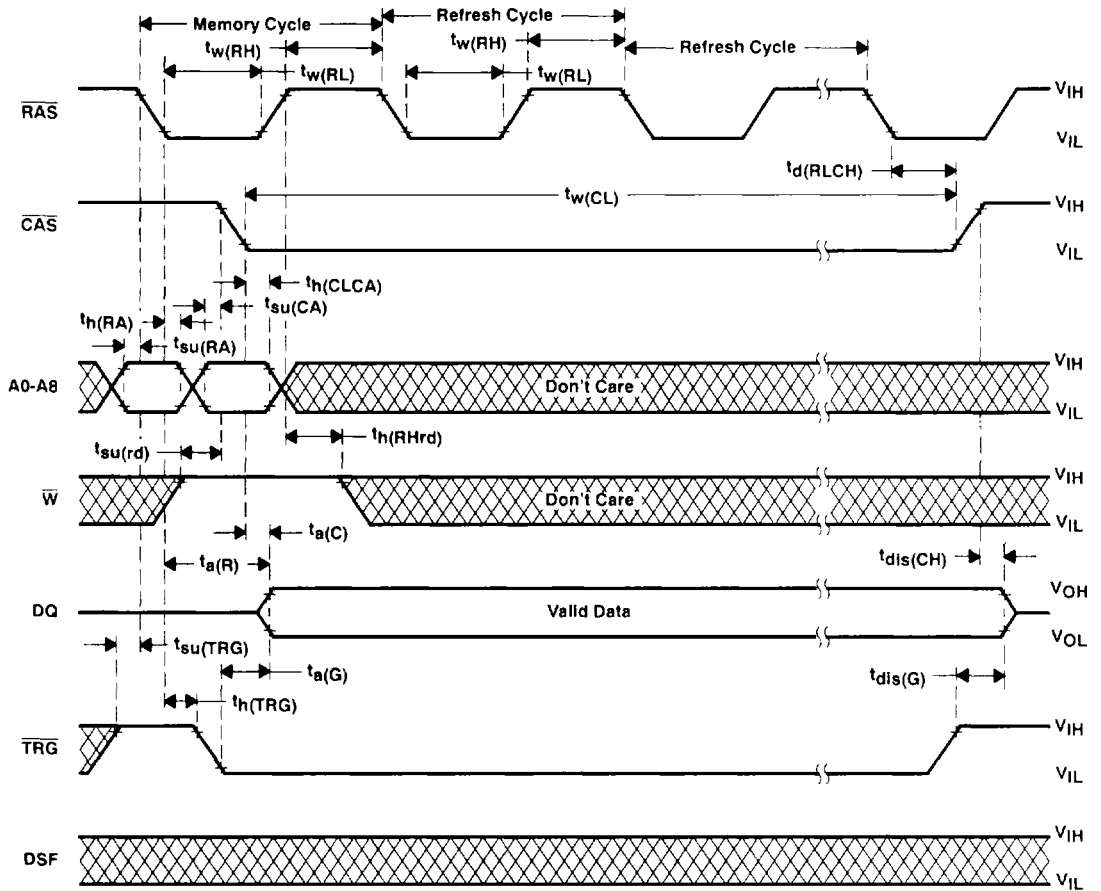 Memory Cycle
Refresh Cycle
tw(RH)
tw(RH)
Refresh Cycle
tw(RL)
tw(RL)
RAS
VIH
VIL
td(RLCH)
tw(CL)
CAS
VIH
VIL
th(CLCA)
tsu(CA)
th(RA)
tsu(RA)
A0-A8
Don't Care
VIH
VIL
tsu(rd)
th(RHrd)
W
Don't Care
VIH
VIL
ta(C)
ta(R)
tdis(CH)
DQ
Valid Data
VOH
VOL
tsu(TRG)
ta(G)
tdis(G)
th(TRG)
TRG
VIH
VIL
DSF
VIH
VIL